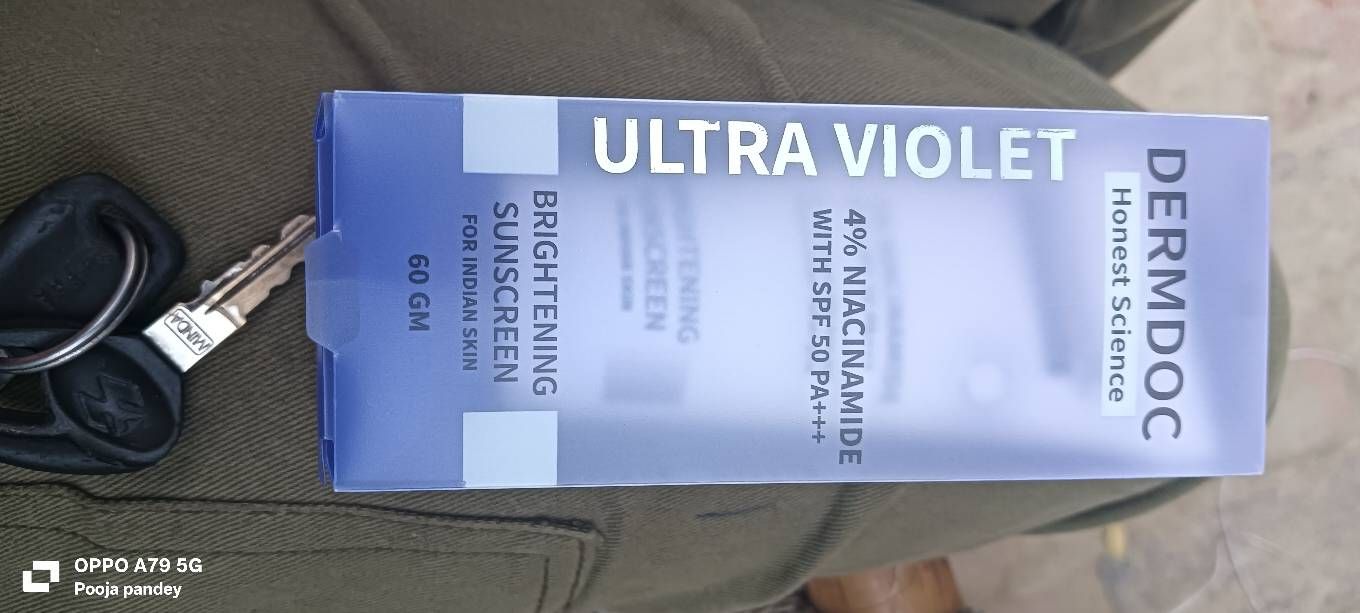 DERMDOC
Honest Science
ULTRA VIOLET
4% NIACINAMIDE
WITH SPF 50 PA+++
BRIGHTENING
SUNSCREEN
FOR INDIAN SKIN
60 GM
MINDA
OPPO A79 5G
Pooja pandey